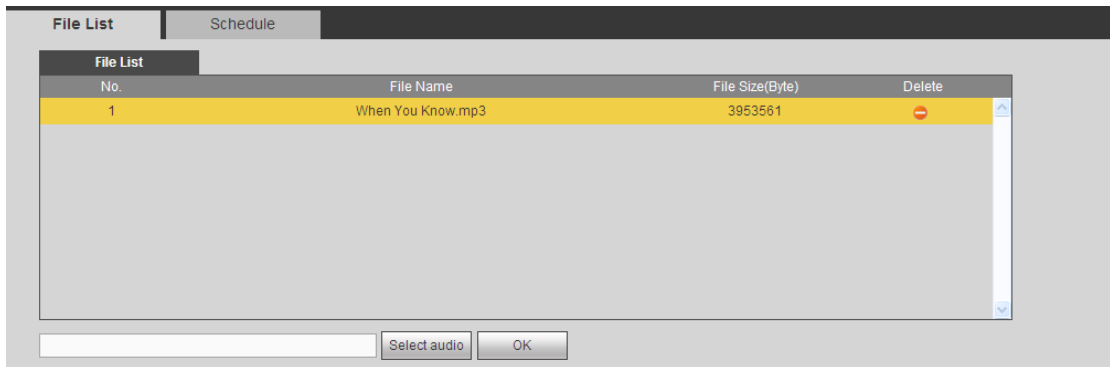 File List Schedule
File List
No. File Name File Size(Byte) Delete
1 When You Know.mp3 3953561
Select audio OK